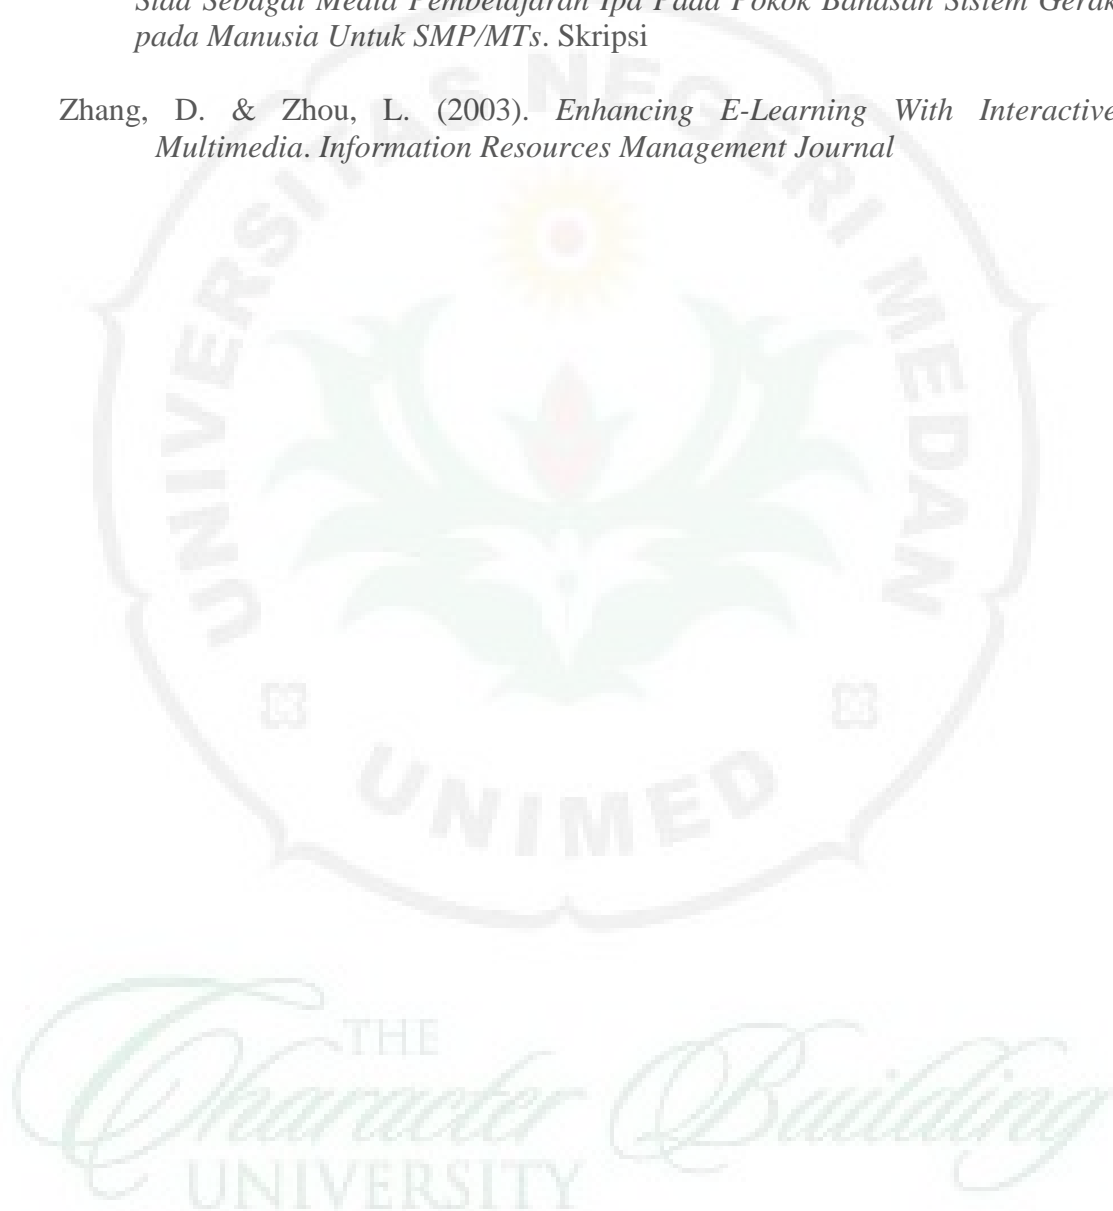 Sida Sebagai Media Pembelajaran Ipa Pada Pokok Bahasan Sistem Gerak
pada Manusia Untuk SMP/MTs. Skripsi
Zhang, D. & Zhou, L. (2003). Enhancing E-Learning With Interactive
Multimedia. Information Resources Management Journal
UNIVERSITAS NEGERI MEDAN
UNIMED
THE
Character Building
UNIVERSITY